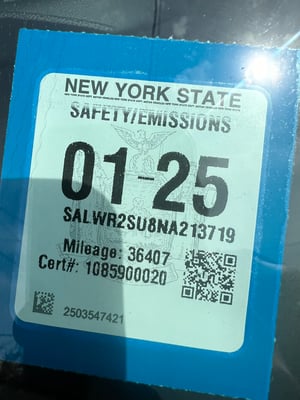 NEW YORK STATE
SAFETY/EMISSIONS
01-25
SALWR2SU8NA213719
Mileage: 36407
Cert#: 1085900020
2503547421